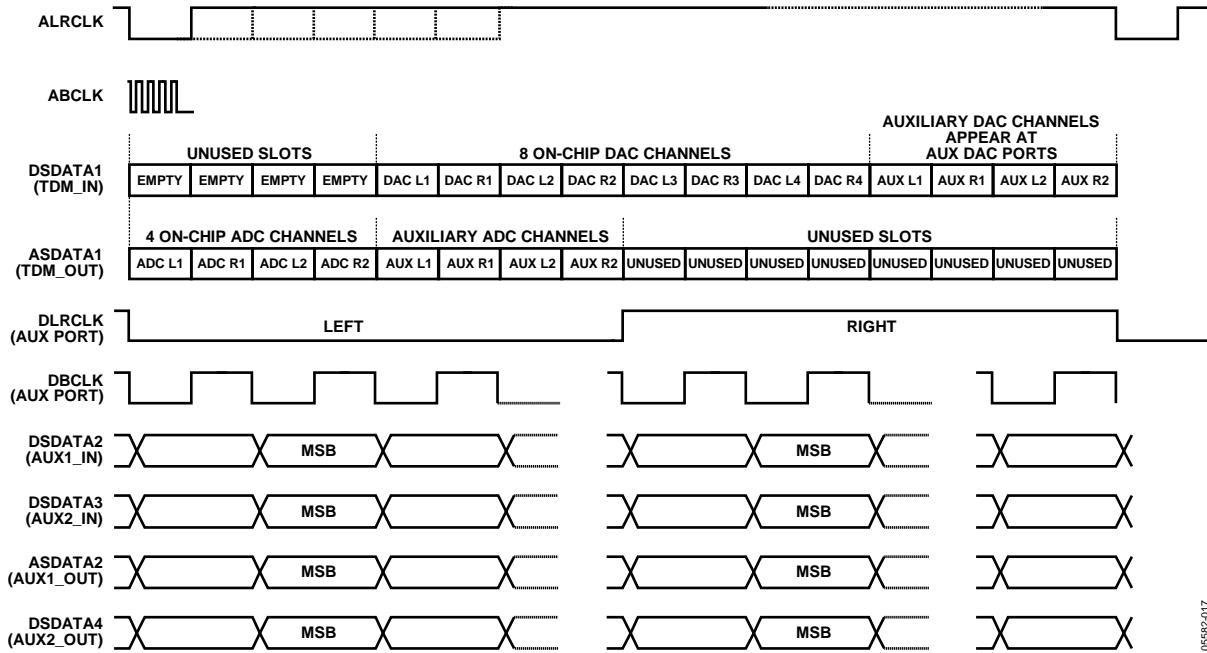 ALRCLK
ABCLK
AUXILIARY DAC CHANNELS
APPEAR AT
AUX DAC PORTS
UNUSED SLOTS
8 ON-CHIP DAC CHANNELS
DSDATA1
(TDM_IN)
EMPTY EMPTY EMPTY EMPTY DAC L1 DAC R1 DAC L2 DAC R2 DAC L3 DAC R3 DAC L4 DAC R4 AUX L1 AUX R1 AUX L2 AUX R2
4 ON-CHIP ADC CHANNELS AUXILIARY ADC CHANNELS UNUSED SLOTS
ASDATA1
(TDM_OUT)
ADC L1 ADC R1 ADC L2 ADC R2 AUX L1 AUX R1 AUX L2 AUX R2 UNUSED UNUSED UNUSED UNUSED UNUSED UNUSED UNUSED UNUSED
DLRCLK
(AUX PORT)
LEFT RIGHT
DBCLK
(AUX PORT)
DSDATA2
(AUX1_IN)
MSB MSB
DSDATA3
(AUX2_IN)
MSB MSB
ASDATA2
(AUX1_OUT)
MSB MSB
DSDATA4
(AUX2_OUT)
MSB MSB
05582-017